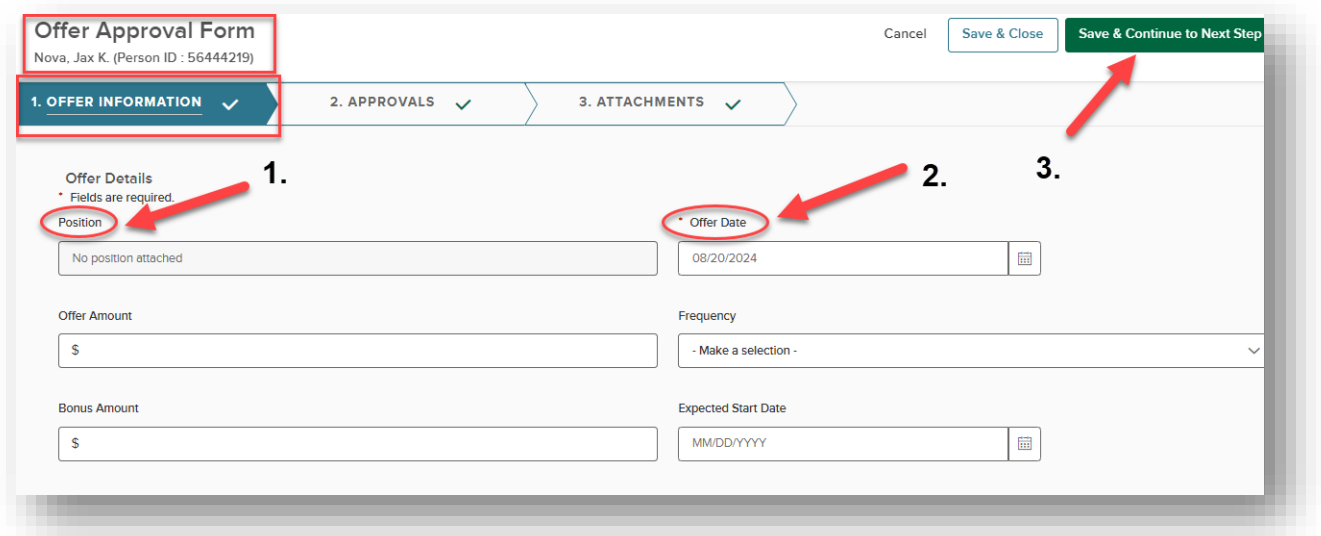 Offer Approval Form
Nova, Jax K. (Person ID : 56444219)
Cancel
Save & Close
Save & Continue to Next Step
1. OFFER INFORMATION
2. APPROVALS
3. ATTACHMENTS
1.
2.
3.
Offer Details
* Fields are required.
Position
* Offer Date
No position attached
08/20/2024
Offer Amount
Frequency
$
- Make a selection -
Bonus Amount
Expected Start Date
$
MM/DD/YYYY